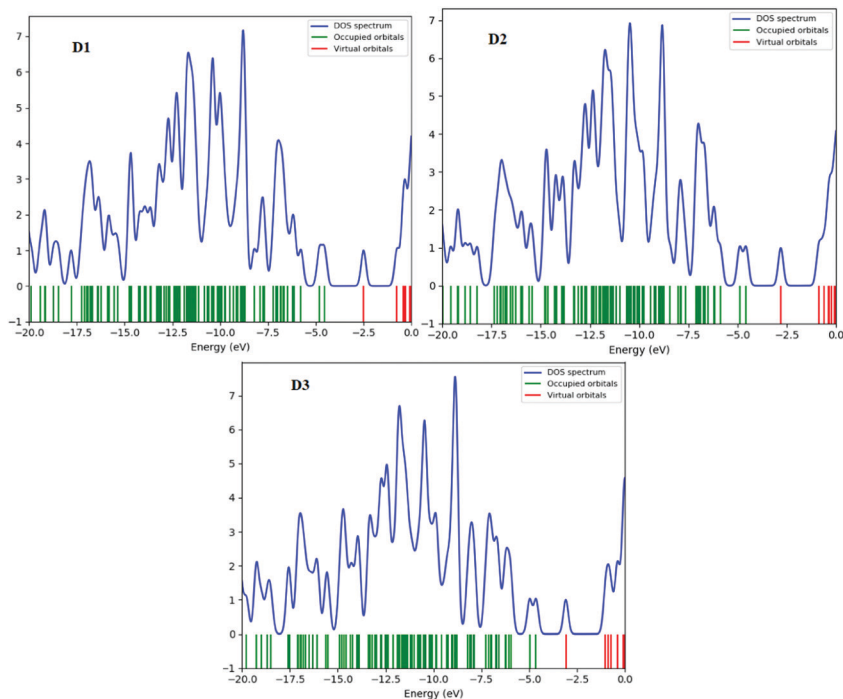 D1
DOS spectrum
Occupied orbitals
Virtual orbitals
7
6
5
4
3
2
1
0
−1
−20.0 −17.5 −15.0 −12.5 −10.0 −7.5 −5.0 −2.5 0.0
Energy (eV)
D2
DOS spectrum
Occupied orbitals
Virtual orbitals
7
6
5
4
3
2
1
0
−1
−20.0 −17.5 −15.0 −12.5 −10.0 −7.5 −5.0 −2.5 0.0
Energy (eV)
D3
DOS spectrum
Occupied orbitals
Virtual orbitals
7
6
5
4
3
2
1
0
−1
−20.0 −17.5 −15.0 −12.5 −10.0 −7.5 −5.0 −2.5 0.0
Energy (eV)